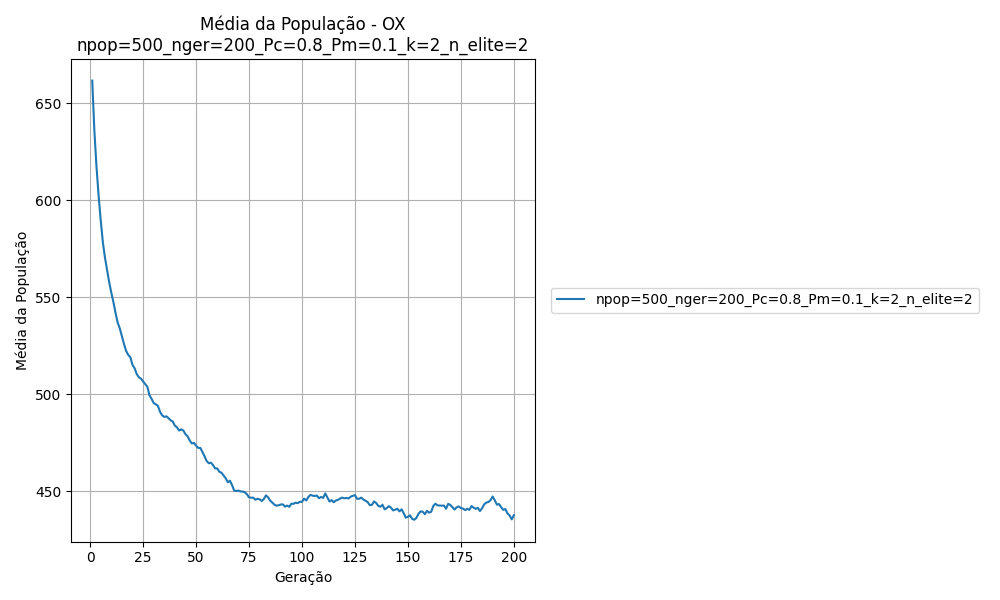 Média da População - OX
npop=500_nger=200_Pc=0.8_Pm=0.1_k=2_n_elite=2
650
600
550
500
450
Média da População
0 25 50 75 100 125 150 175 200
Geração
npop=500_nger=200_Pc=0.8_Pm=0.1_k=2_n_elite=2